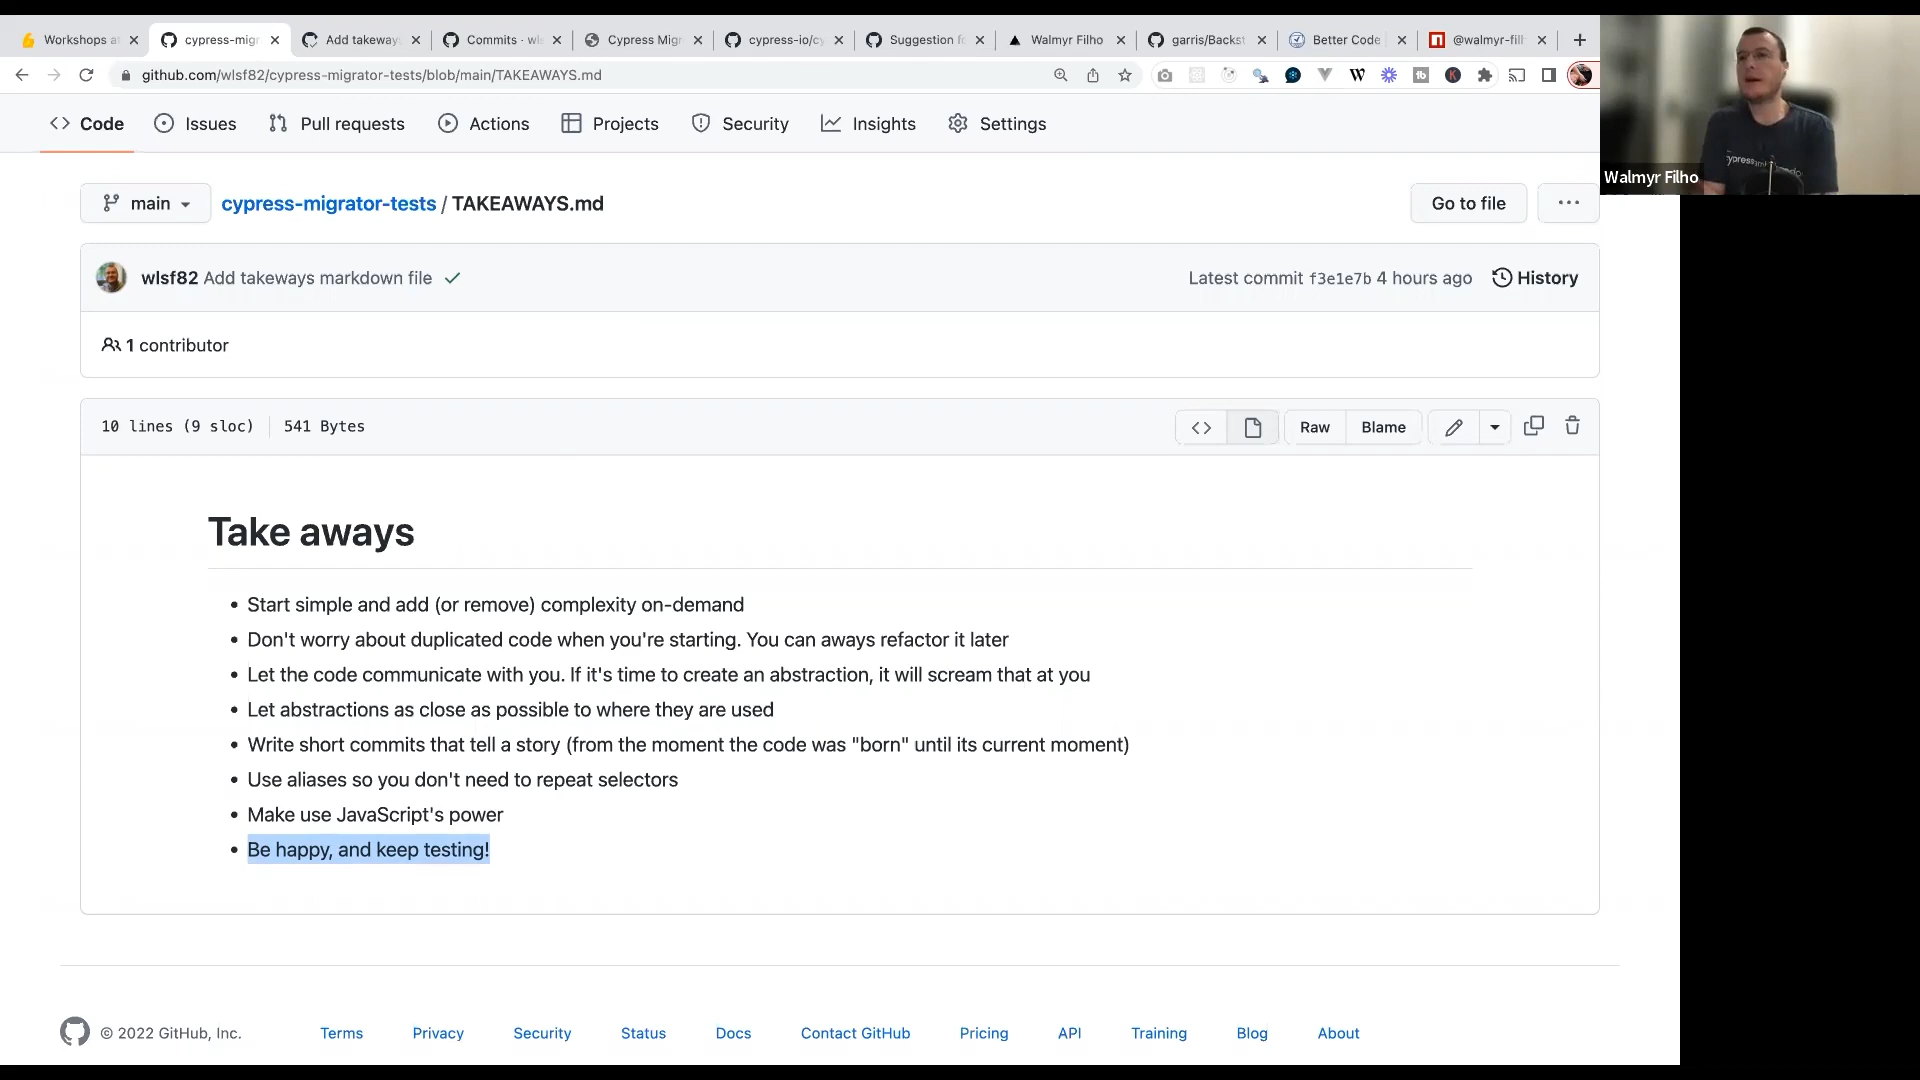 Workshops a
cypress-migr
Add takeway
Commits · wl
Cypress Migr
cypress-io/cy
Suggestion f
Walmyr Filho
garris/Backst
Better Code
@walmyr-fil
github.com/wlsf82/cypress-migrator-tests/blob/main/TAKEAWAYS.md
Code
Issues
Pull requests
Actions
Projects
Security
Insights
Settings
Walmyr Filho
main
cypress-migrator-tests / TAKEAWAYS.md
Go to file
wlsf82 Add takeways markdown file
Latest commit f3e1e7b 4 hours ago
History
1 contributor
10 lines (9 sloc)
541 Bytes
Raw
Blame
Take aways
• Start simple and add (or remove) complexity on-demand
• Don't worry about duplicated code when you're starting. You can aways refactor it later
• Let the code communicate with you. If it's time to create an abstraction, it will scream that at you
• Let abstractions as close as possible to where they are used
• Write short commits that tell a story (from the moment the code was "born" until its current moment)
• Use aliases so you don't need to repeat selectors
• Make use JavaScript's power
• Be happy, and keep testing!
© 2022 GitHub, Inc.
Terms
Privacy
Security
Status
Docs
Contact GitHub
Pricing
API
Training
Blog
About